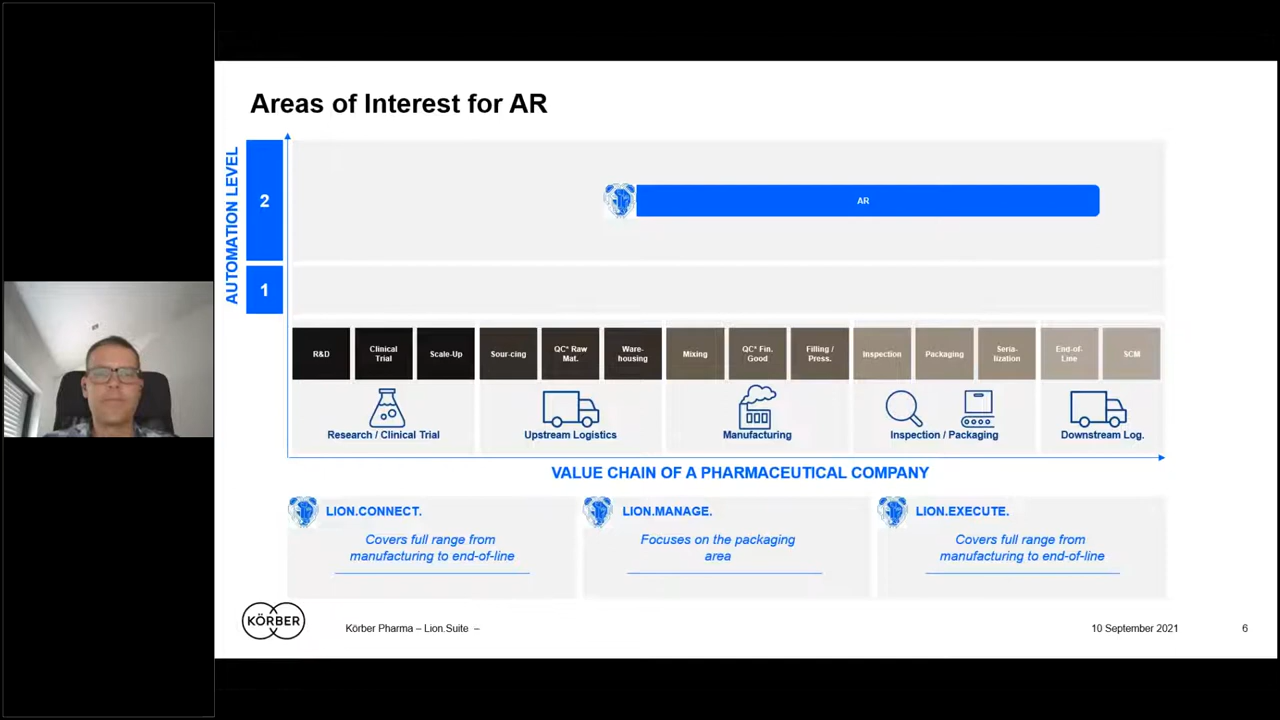 Areas of Interest for AR
AUTOMATION LEVEL
2
AR
1
R&D
Clinical
Trial
Scale-Up
Sour-cing
QC* Raw
Mat.
Ware-
housing
Mixing
QC* Fin.
Good
Filling /
Press.
Inspection
Packaging
Seria-
lization
End-of-
Line
SCM
Research / Clinical Trial
Upstream Logistics
Manufacturing
Inspection / Packaging
Downstream Log.
VALUE CHAIN OF A PHARMACEUTICAL COMPANY
LION.CONNECT.
Covers full range from
manufacturing to end-of-line
LION.MANAGE.
Focuses on the packaging
area
LION.EXECUTE.
Covers full range from
manufacturing to end-of-line
KÖRBER
Körber Pharma – Lion.Suite –
10 September 2021
6